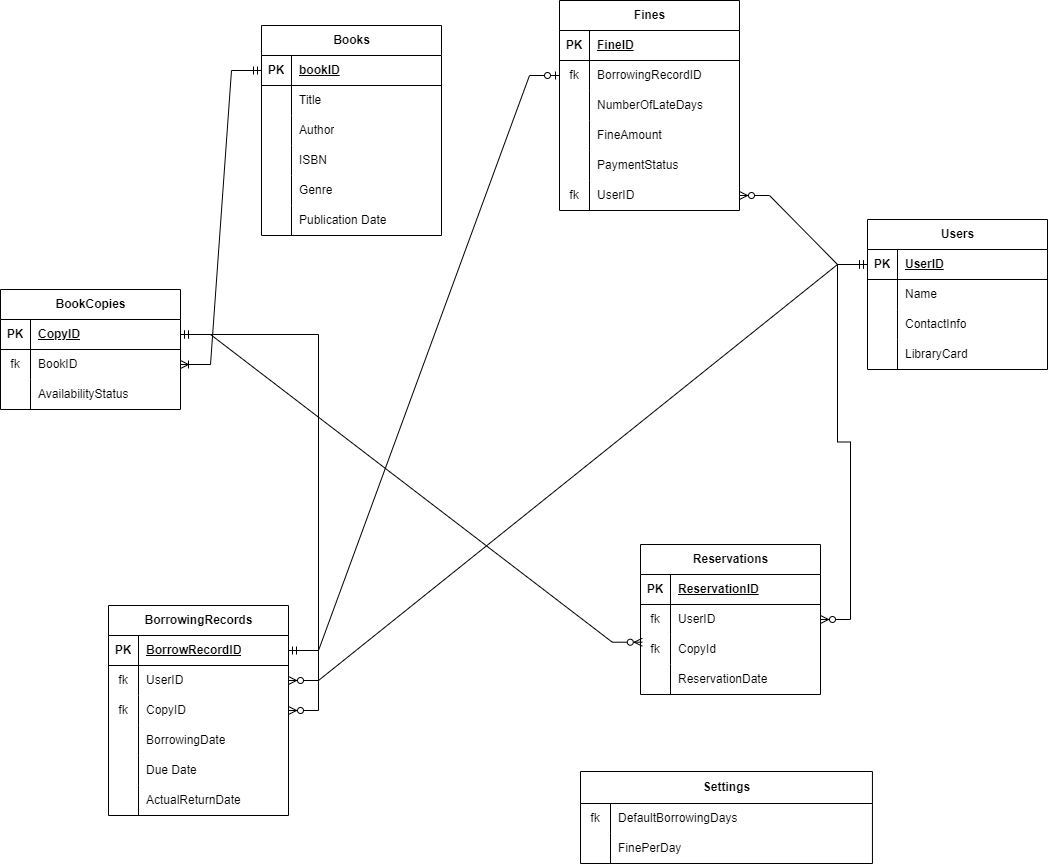 Fines
PK FineID
fk BorrowingRecordID
NumberOfLateDays
FineAmount
PaymentStatus
fk UserID
Books
PK bookID
Title
Author
ISBN
Genre
Publication Date
Users
PK UserID
Name
ContactInfo
LibraryCard
BookCopies
PK CopyID
fk BookID
AvailabilityStatus
Reservations
PK ReservationID
fk UserID
fk CopyId
ReservationDate
BorrowingRecords
PK BorrowRecordID
fk UserID
fk CopyID
BorrowingDate
Due Date
ActualReturnDate
Settings
fk DefaultBorrowingDays
FinePerDay